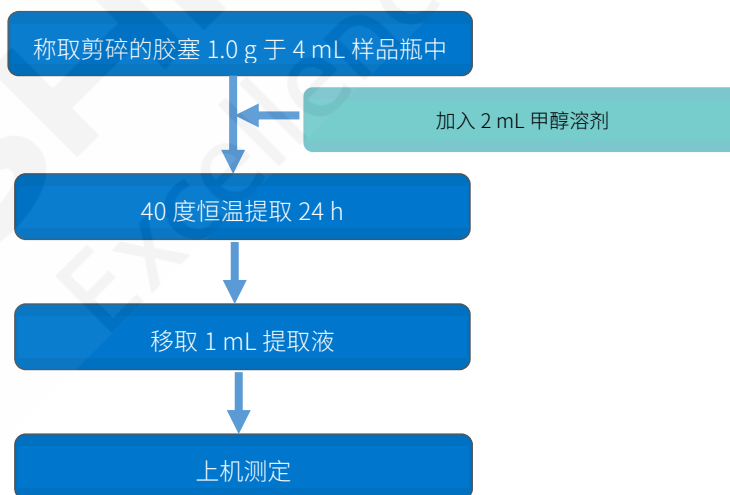 称取剪碎的胶塞 1.0 g 于 4 mL 样品瓶中
加入 2 mL 甲醇溶剂
40 度恒温提取 24 h
移取 1 mL 提取液
上机测定
Excellence